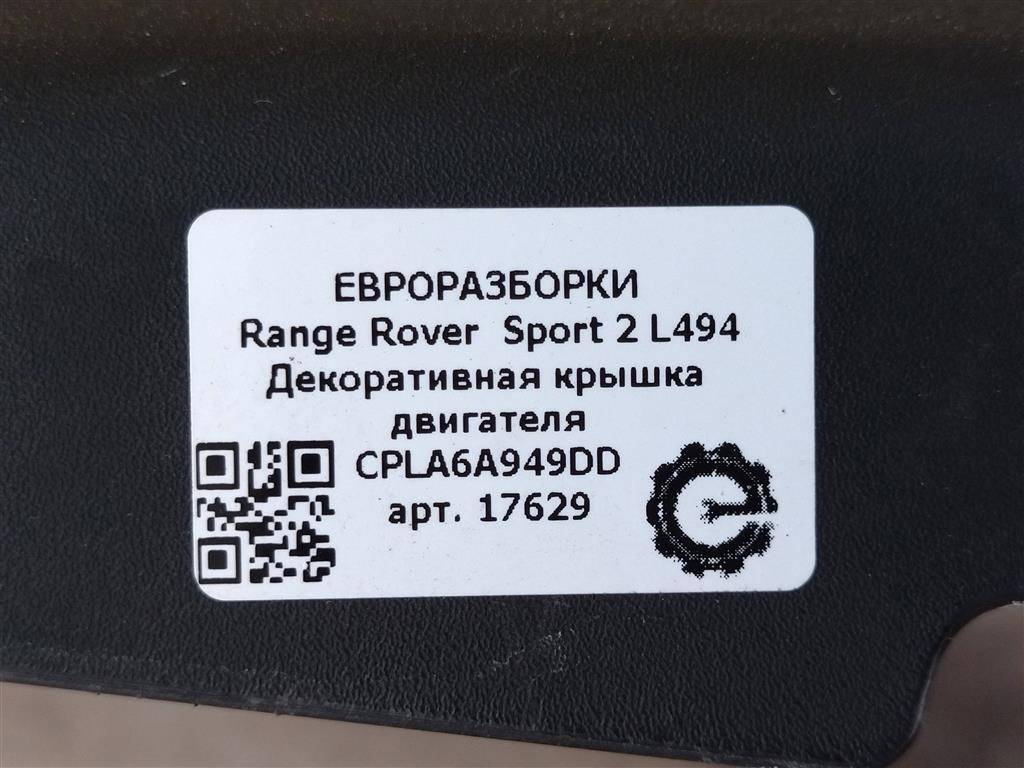 ЕВРОРАЗБОРКИ
Range Rover Sport 2 L494
Декоративная крышка
двигателя
CPLA6A949DD
арт. 17629